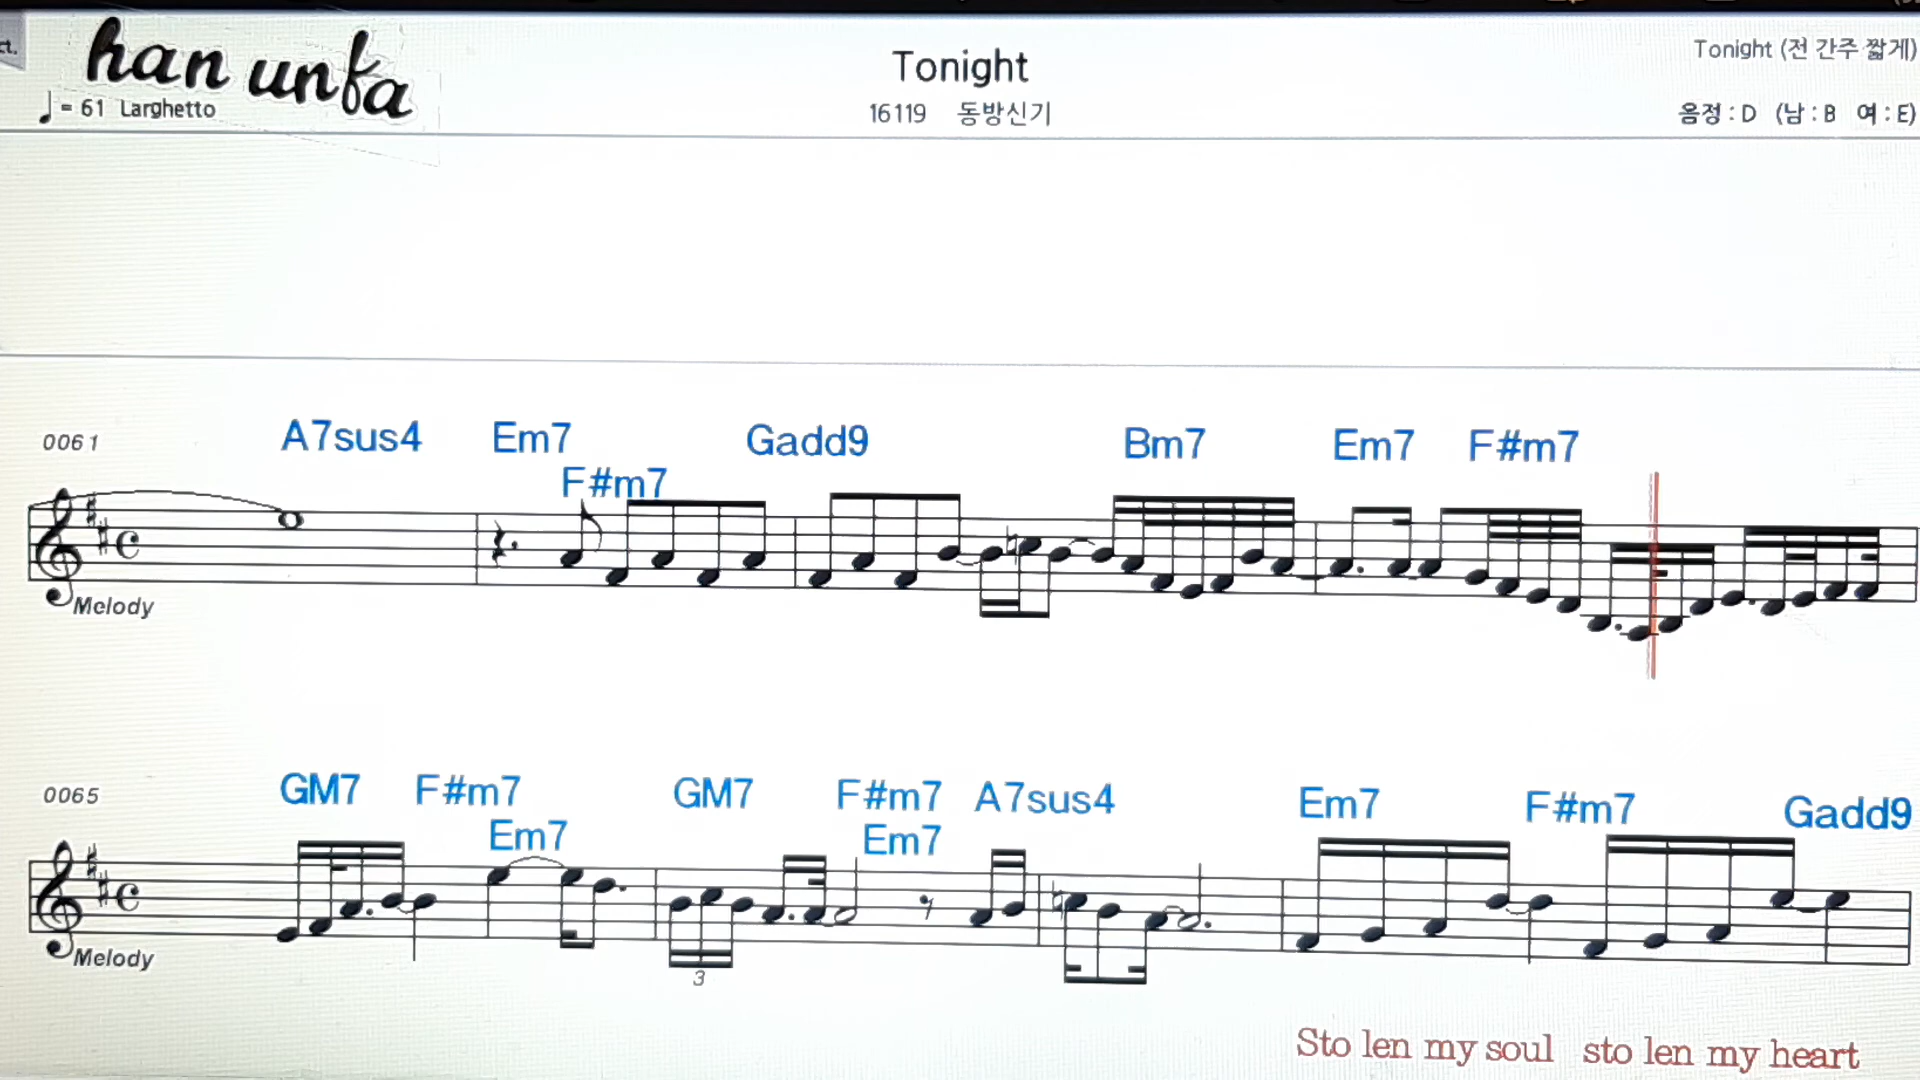 ct.
han unfa
♩= 61 Larghetto
Tonight
16119 동방신기
Tonight (전 간주 짧게)
음정 : D (남 : B 여 : E)
0061
A7sus4 Em7 Gadd9 Bm7 Em7 F#m7
F#m7
Melody
0065
GM7 F#m7 GM7 F#m7 A7sus4 Em7 F#m7 Gadd9
Em7 Em7
Melody
3
Sto len my soul sto len my heart